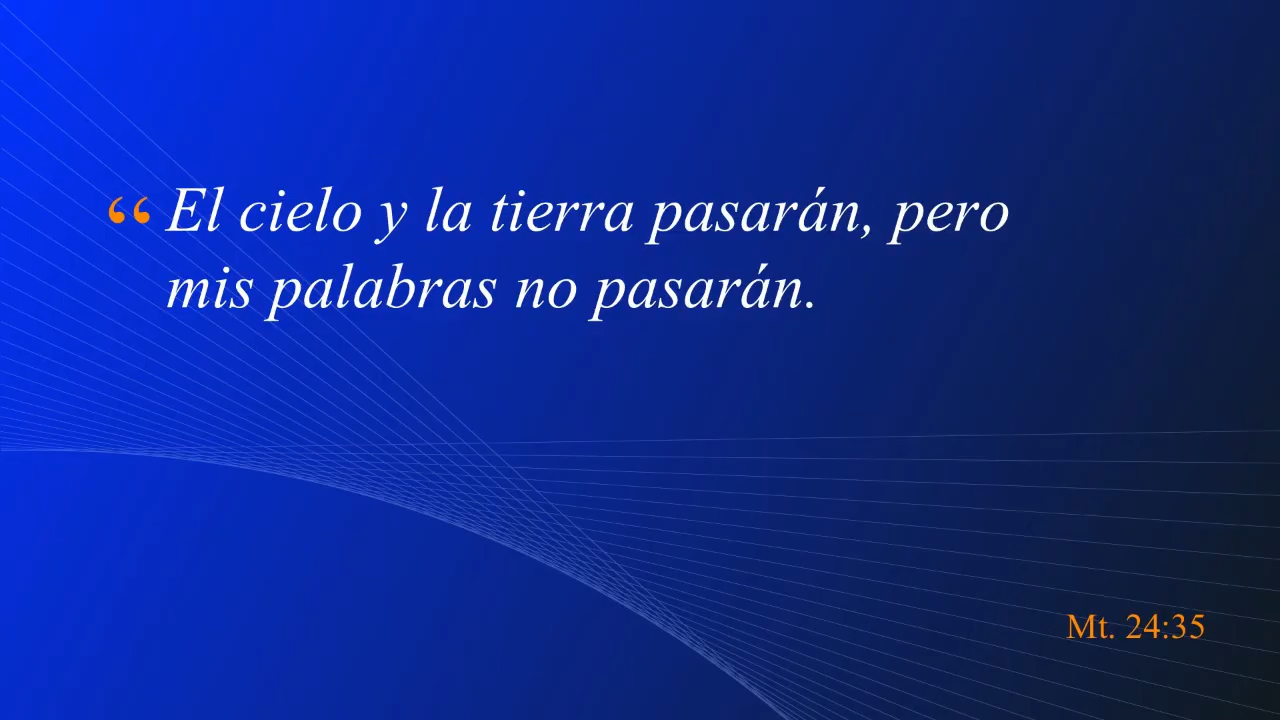 “ El cielo y la tierra pasarán, pero
mis palabras no pasarán.
Mt. 24:35